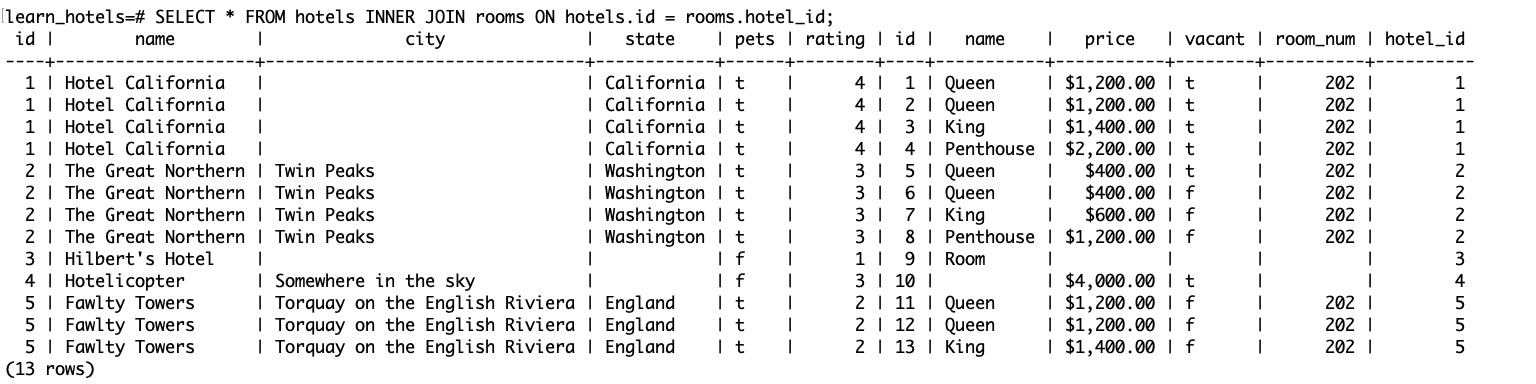 learn_hotels=# SELECT * FROM hotels INNER JOIN rooms ON hotels.id = rooms.hotel_id;
 id |        name        |              city              |   state    | pets | rating | id |   name    |   price   | vacant | room_num | hotel_id
----+--------------------+--------------------------------+------------+------+--------+----+-----------+-----------+--------+----------+----------
  1 | Hotel California   |                                | California | t    |      4 |  1 | Queen     | $1,200.00 | t      |      202 |        1
  1 | Hotel California   |                                | California | t    |      4 |  2 | Queen     | $1,200.00 | t      |      202 |        1
  1 | Hotel California   |                                | California | t    |      4 |  3 | King      | $1,400.00 | t      |      202 |        1
  1 | Hotel California   |                                | California | t    |      4 |  4 | Penthouse | $2,200.00 | t      |      202 |        1
  2 | The Great Northern | Twin Peaks                     | Washington | t    |      3 |  5 | Queen     |   $400.00 | t      |      202 |        2
  2 | The Great Northern | Twin Peaks                     | Washington | t    |      3 |  6 | Queen     |   $400.00 | f      |      202 |        2
  2 | The Great Northern | Twin Peaks                     | Washington | t    |      3 |  7 | King      |   $600.00 | f      |      202 |        2
  2 | The Great Northern | Twin Peaks                     | Washington | t    |      3 |  8 | Penthouse | $1,200.00 | f      |      202 |        2
  3 | Hilbert's Hotel    |                                |            | f    |      1 |  9 | Room      |           |        |          |        3
  4 | Hotelicopter       | Somewhere in the sky           |            | f    |      3 | 10 |           | $4,000.00 | t      |          |        4
  5 | Fawlty Towers      | Torquay on the English Riviera | England    | t    |      2 | 11 | Queen     | $1,200.00 | f      |      202 |        5
  5 | Fawlty Towers      | Torquay on the English Riviera | England    | t    |      2 | 12 | Queen     | $1,200.00 | f      |      202 |        5
  5 | Fawlty Towers      | Torquay on the English Riviera | England    | t    |      2 | 13 | King      | $1,400.00 | f      |      202 |        5
(13 rows)